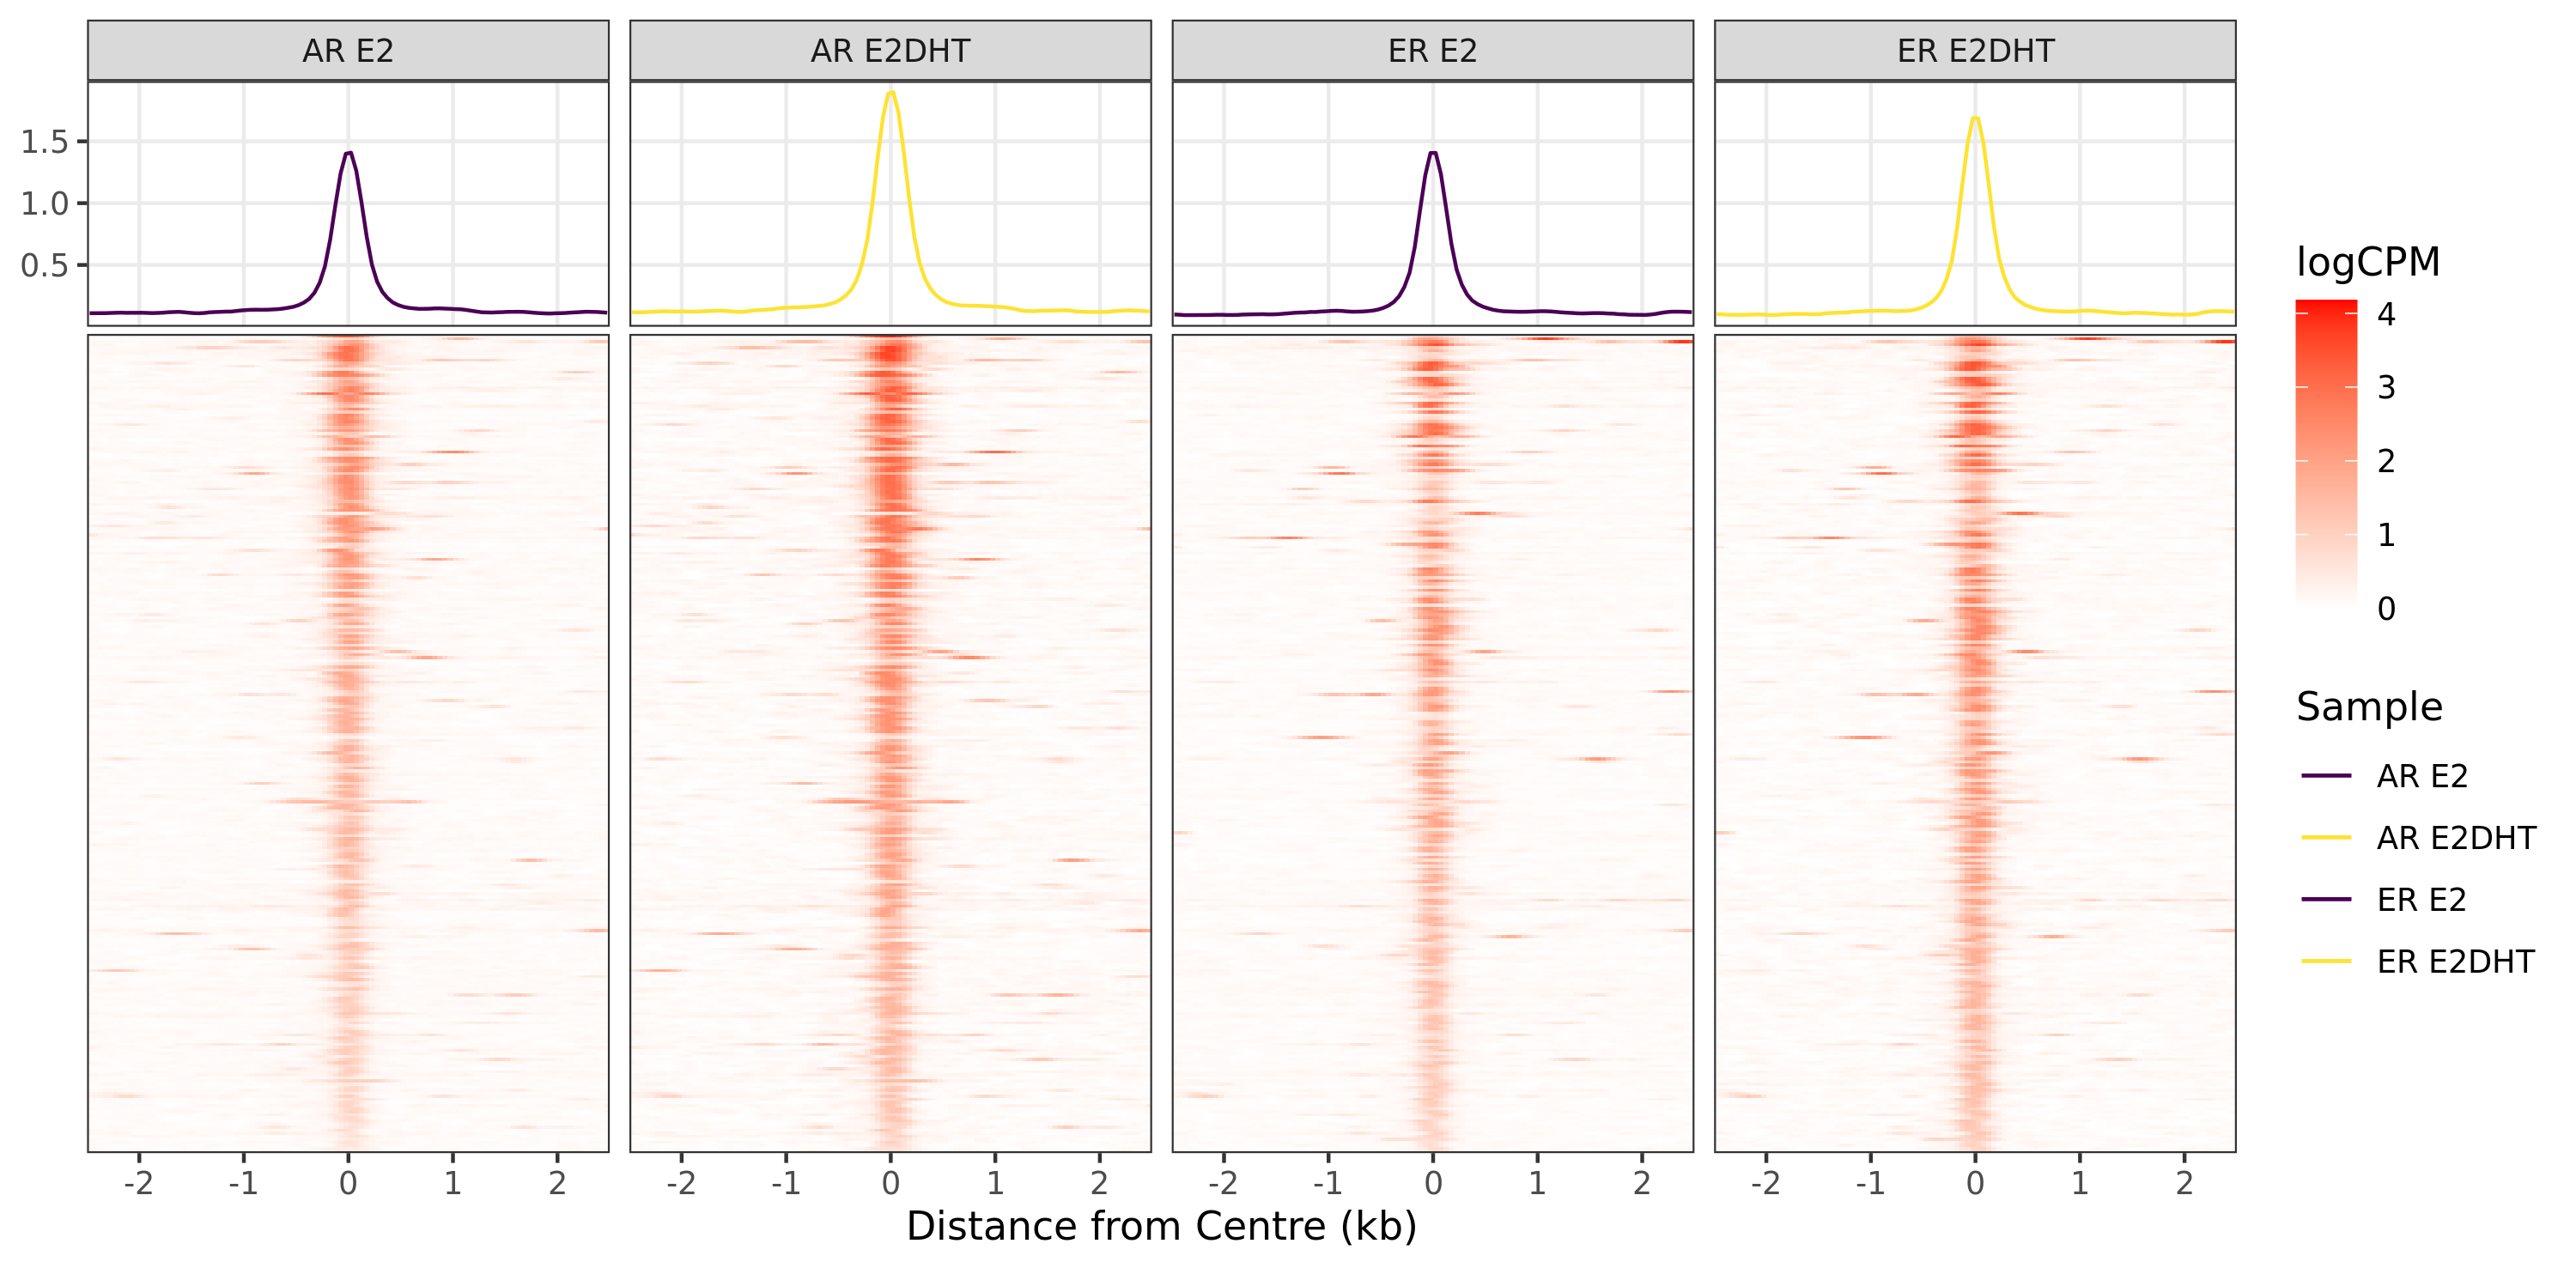 AR E2 AR E2DHT ER E2 ER E2DHT
1.5
1.0
0.5
-2 -1 0 1 2 -2 -1 0 1 2 -2 -1 0 1 2 -2 -1 0 1 2
Distance from Centre (kb)
logCPM
4
3
2
1
0
Sample
AR E2
AR E2DHT
ER E2
ER E2DHT